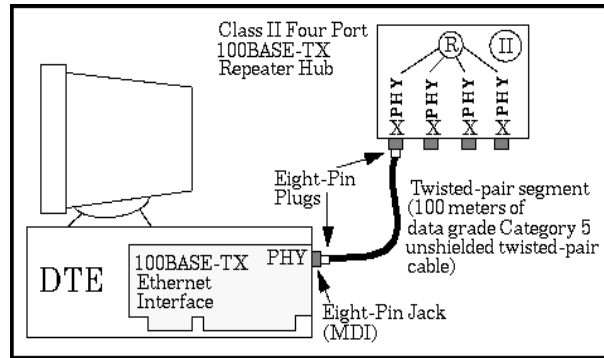 Class II Four Port
100BASE-TX
Repeater Hub
R
II
PHY
PHY
PHY
PHY
X
X
X
X
Eight-Pin
Plugs
Twisted-pair segment
(100 meters of
data grade Category 5
unshielded twisted-pair
cable)
DTE
100BASE-TX
Ethernet
Interface
PHY
Eight-Pin Jack
(MDI)